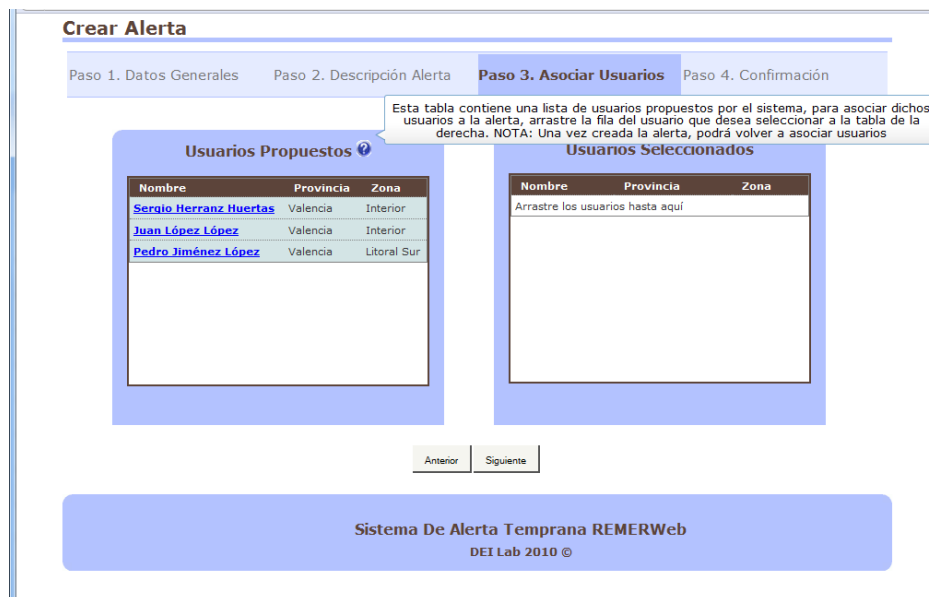 Crear Alerta
Paso 1. Datos Generales
Paso 2. Descripción Alerta
Paso 3. Asociar Usuarios
Paso 4. Confirmación
Esta tabla contiene una lista de usuarios propuestos por el sistema, para asociar dichos
usuarios a la alerta, arrastre la fila del usuario que desea seleccionar a la tabla de la
derecha. NOTA: Una vez creada la alerta, podrá volver a asociar usuarios
Usuarios Propuestos ?
Nombre Provincia Zona
Sergio Herranz Huertas Valencia Interior
Juan López López Valencia Interior
Pedro Jiménez López Valencia Litoral Sur
Usuarios Seleccionados
Nombre Provincia Zona
Arrastre los usuarios hasta aquí
Anterior
Siguiente
Sistema De Alerta Temprana REMERWeb
DEI Lab 2010 ©